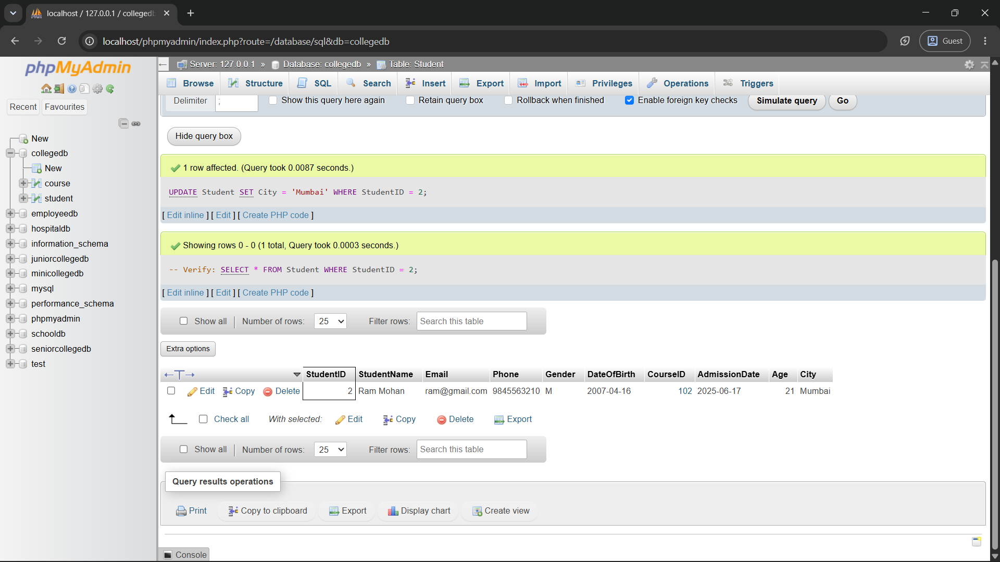 localhost / 127.0.0.1 / collegedb
localhost/phpmyadmin/index.php?route=/database/sql&db=collegedb
Guest
phpMyAdmin
Recent Favourites
New
collegedb
New
course
student
employeedb
hospitaldb
information_schema
juniorcollegedb
minicollegedb
mysql
performance_schema
phpmyadmin
schooldb
seniorcollegedb
test
Server: 127.0.0.1 » Database: collegedb » Table: Student
Browse Structure SQL Search Insert Export Import Privileges Operations Triggers
Delimiter ; Show this query here again Retain query box Rollback when finished Enable foreign key checks Simulate query Go
Hide query box
1 row affected. (Query took 0.0087 seconds.)
UPDATE Student SET City = 'Mumbai' WHERE StudentID = 2;
[ Edit inline ] [ Edit ] [ Create PHP code ]
Showing rows 0 - 0 (1 total, Query took 0.0003 seconds.)
-- Verify: SELECT * FROM Student WHERE StudentID = 2;
[ Edit inline ] [ Edit ] [ Create PHP code ]
Show all Number of rows: 25 Filter rows: Search this table
Extra options
←T→ StudentID StudentName Email Phone Gender DateOfBirth CourseID AdmissionDate Age City
Edit Copy Delete 2 Ram Mohan ram@gmail.com 9845563210 M 2007-04-16 102 2025-06-17 21 Mumbai
Check all With selected: Edit Copy Delete Export
Show all Number of rows: 25 Filter rows: Search this table
Query results operations
Print Copy to clipboard Export Display chart Create view
Console